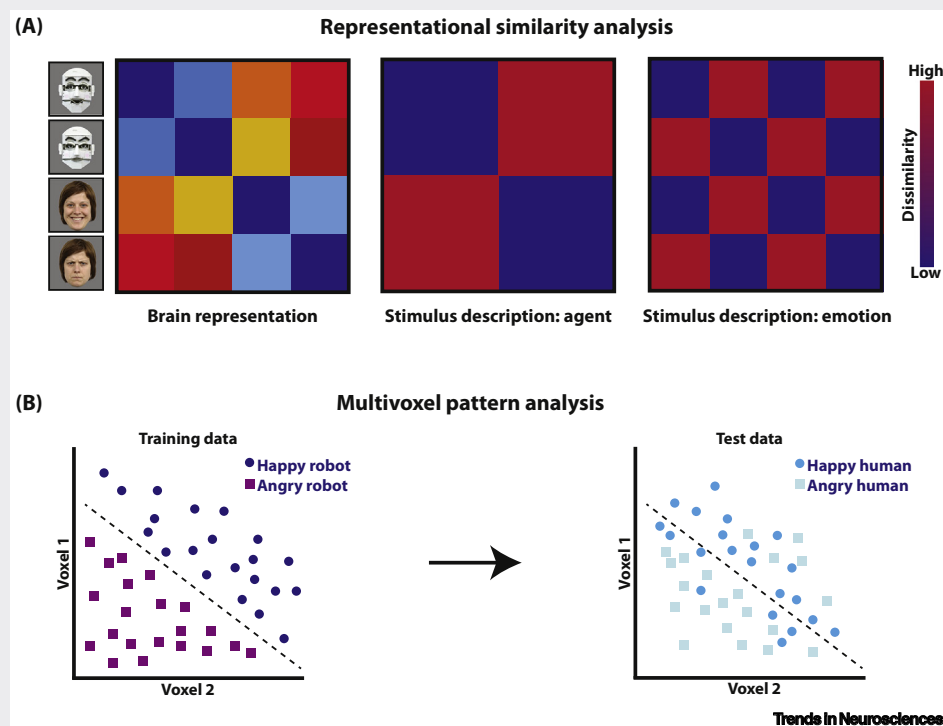 (A)
Representational similarity analysis
High
Dissimilarity
Low
Brain representation
Stimulus description: agent
Stimulus description: emotion
(B)
Multivoxel pattern analysis
Training data
Happy robot
Angry robot
Voxel 1
Voxel 2
Test data
Happy human
Angry human
Voxel 1
Voxel 2
Trends in Neurosciences